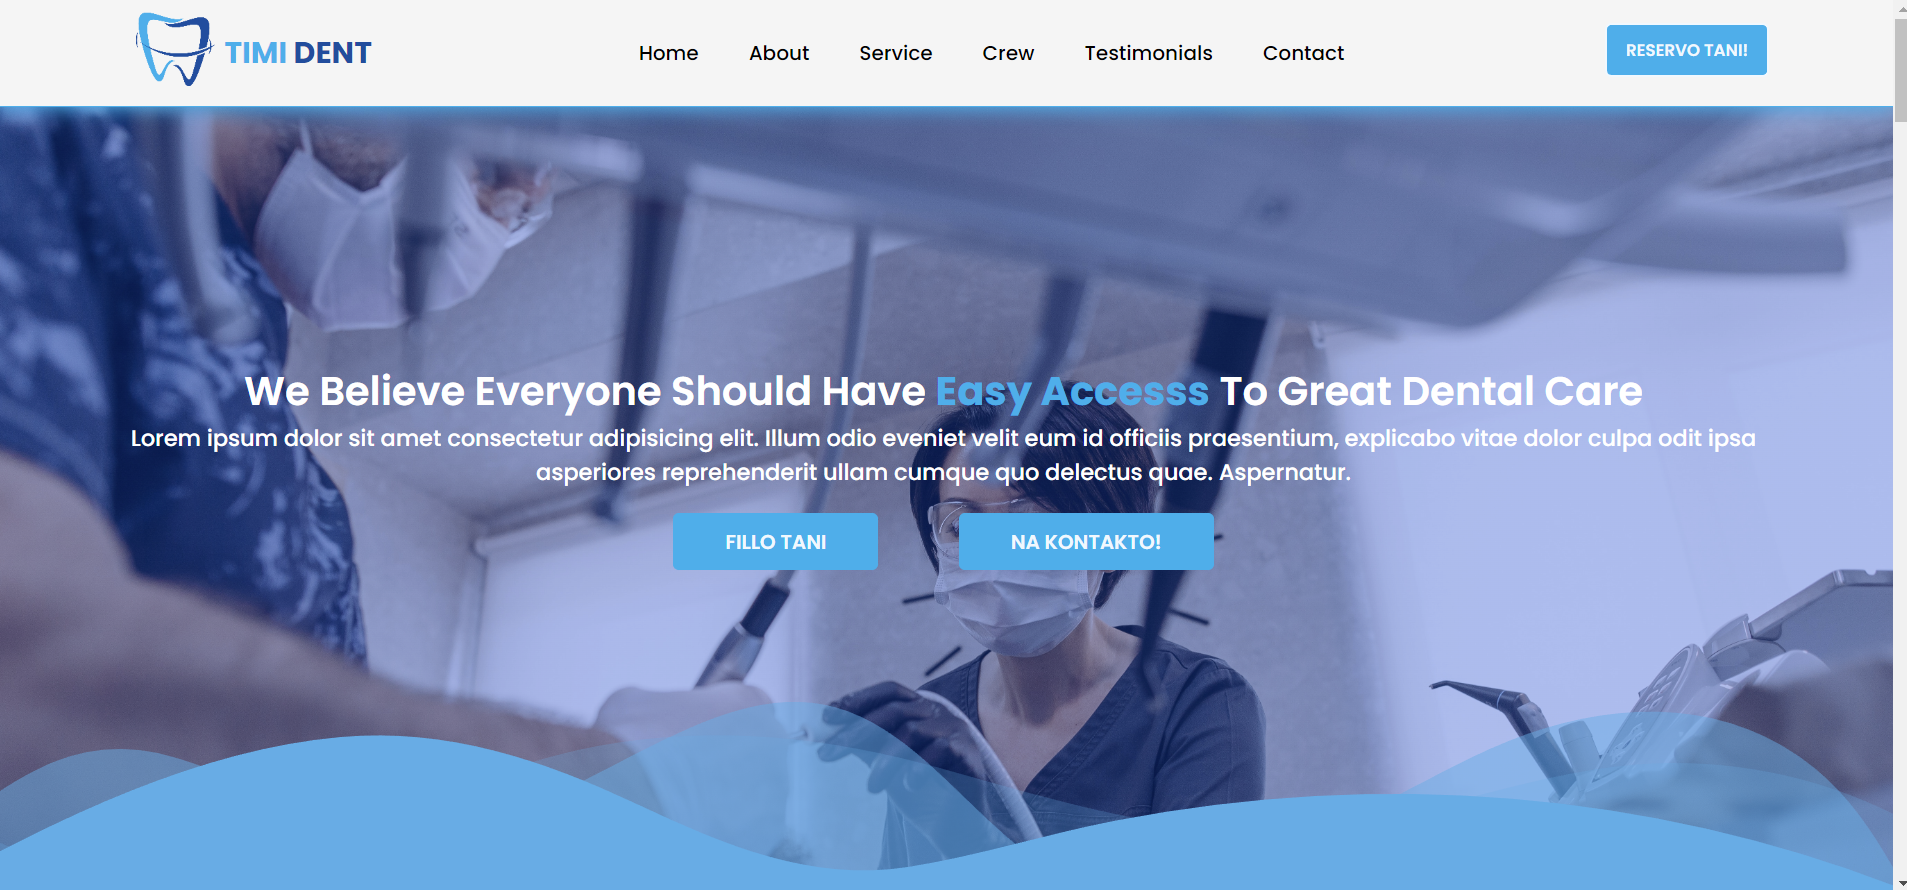 TIMI DENT
Home About Service Crew Testimonials Contact
RESERVO TANI!
We Believe Everyone Should Have Easy Accesss To Great Dental Care
Lorem ipsum dolor sit amet consectetur adipisicing elit. Illum odio eveniet velit eum id officiis praesentium, explicabo vitae dolor culpa odit ipsa
asperiores reprehenderit ullam cumque quo delectus quae. Aspernatur.
FILLO TANI
NA KONTAKTO!